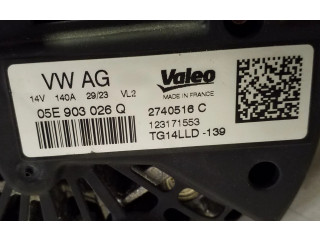 VW AG
14V 140A 29/23 VL2
05E 903 026 Q
Valeo
MADE IN FRANCE
2740516 C
123171553
TG14LLD -139